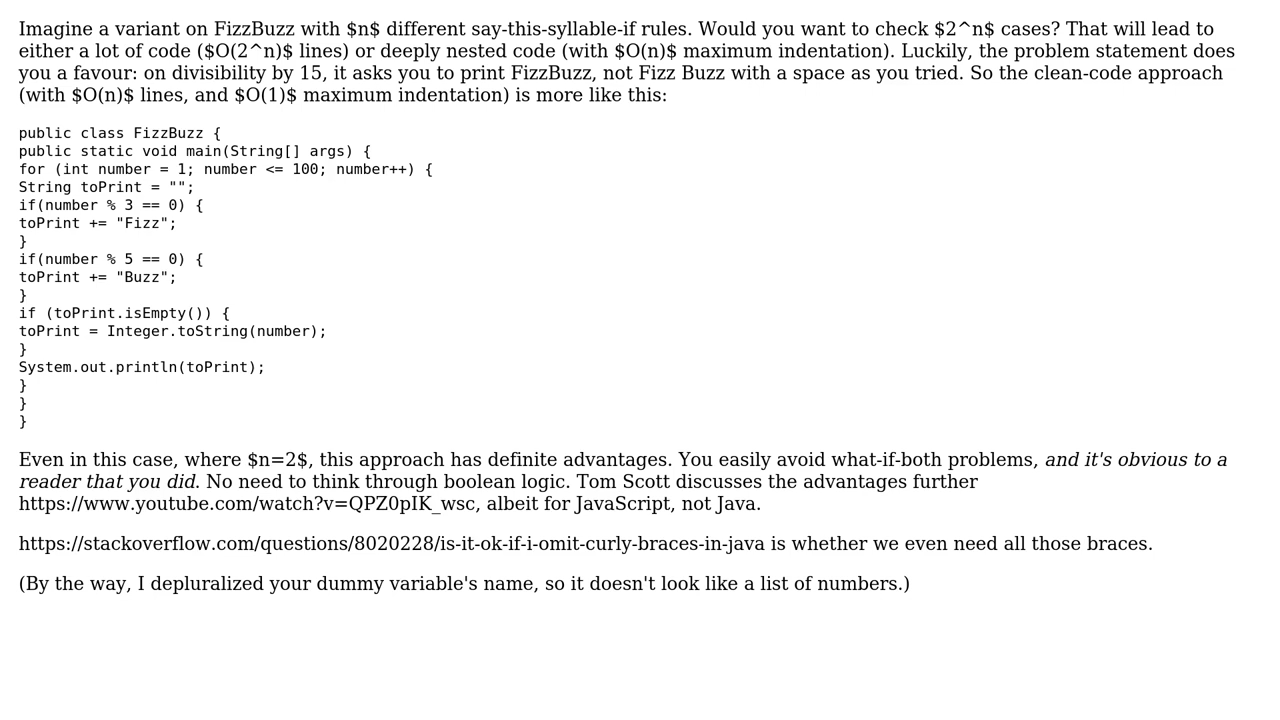 Imagine a variant on FizzBuzz with $n$ different say-this-syllable-if rules. Would you want to check $2^n$ cases? That will lead to
either a lot of code ($O(2^n)$ lines) or deeply nested code (with $O(n)$ maximum indentation). Luckily, the problem statement does
you a favour: on divisibility by 15, it asks you to print FizzBuzz, not Fizz Buzz with a space as you tried. So the clean-code approach
(with $O(n)$ lines, and $O(1)$ maximum indentation) is more like this:
public class FizzBuzz {
public static void main(String[] args) {
for (int number = 1; number <= 100; number++) {
String toPrint = "";
if(number % 3 == 0) {
toPrint += "Fizz";
}
if(number % 5 == 0) {
toPrint += "Buzz";
}
if (toPrint.isEmpty()) {
toPrint = Integer.toString(number);
}
System.out.println(toPrint);
}
}
}
Even in this case, where $n=2$, this approach has definite advantages. You easily avoid what-if-both problems, and it's obvious to a
reader that you did. No need to think through boolean logic. Tom Scott discusses the advantages further
https://www.youtube.com/watch?v=QPZ0pIK_wsc, albeit for JavaScript, not Java.
https://stackoverflow.com/questions/8020228/is-it-ok-if-i-omit-curly-braces-in-java is whether we even need all those braces.
(By the way, I depluralized your dummy variable's name, so it doesn't look like a list of numbers.)